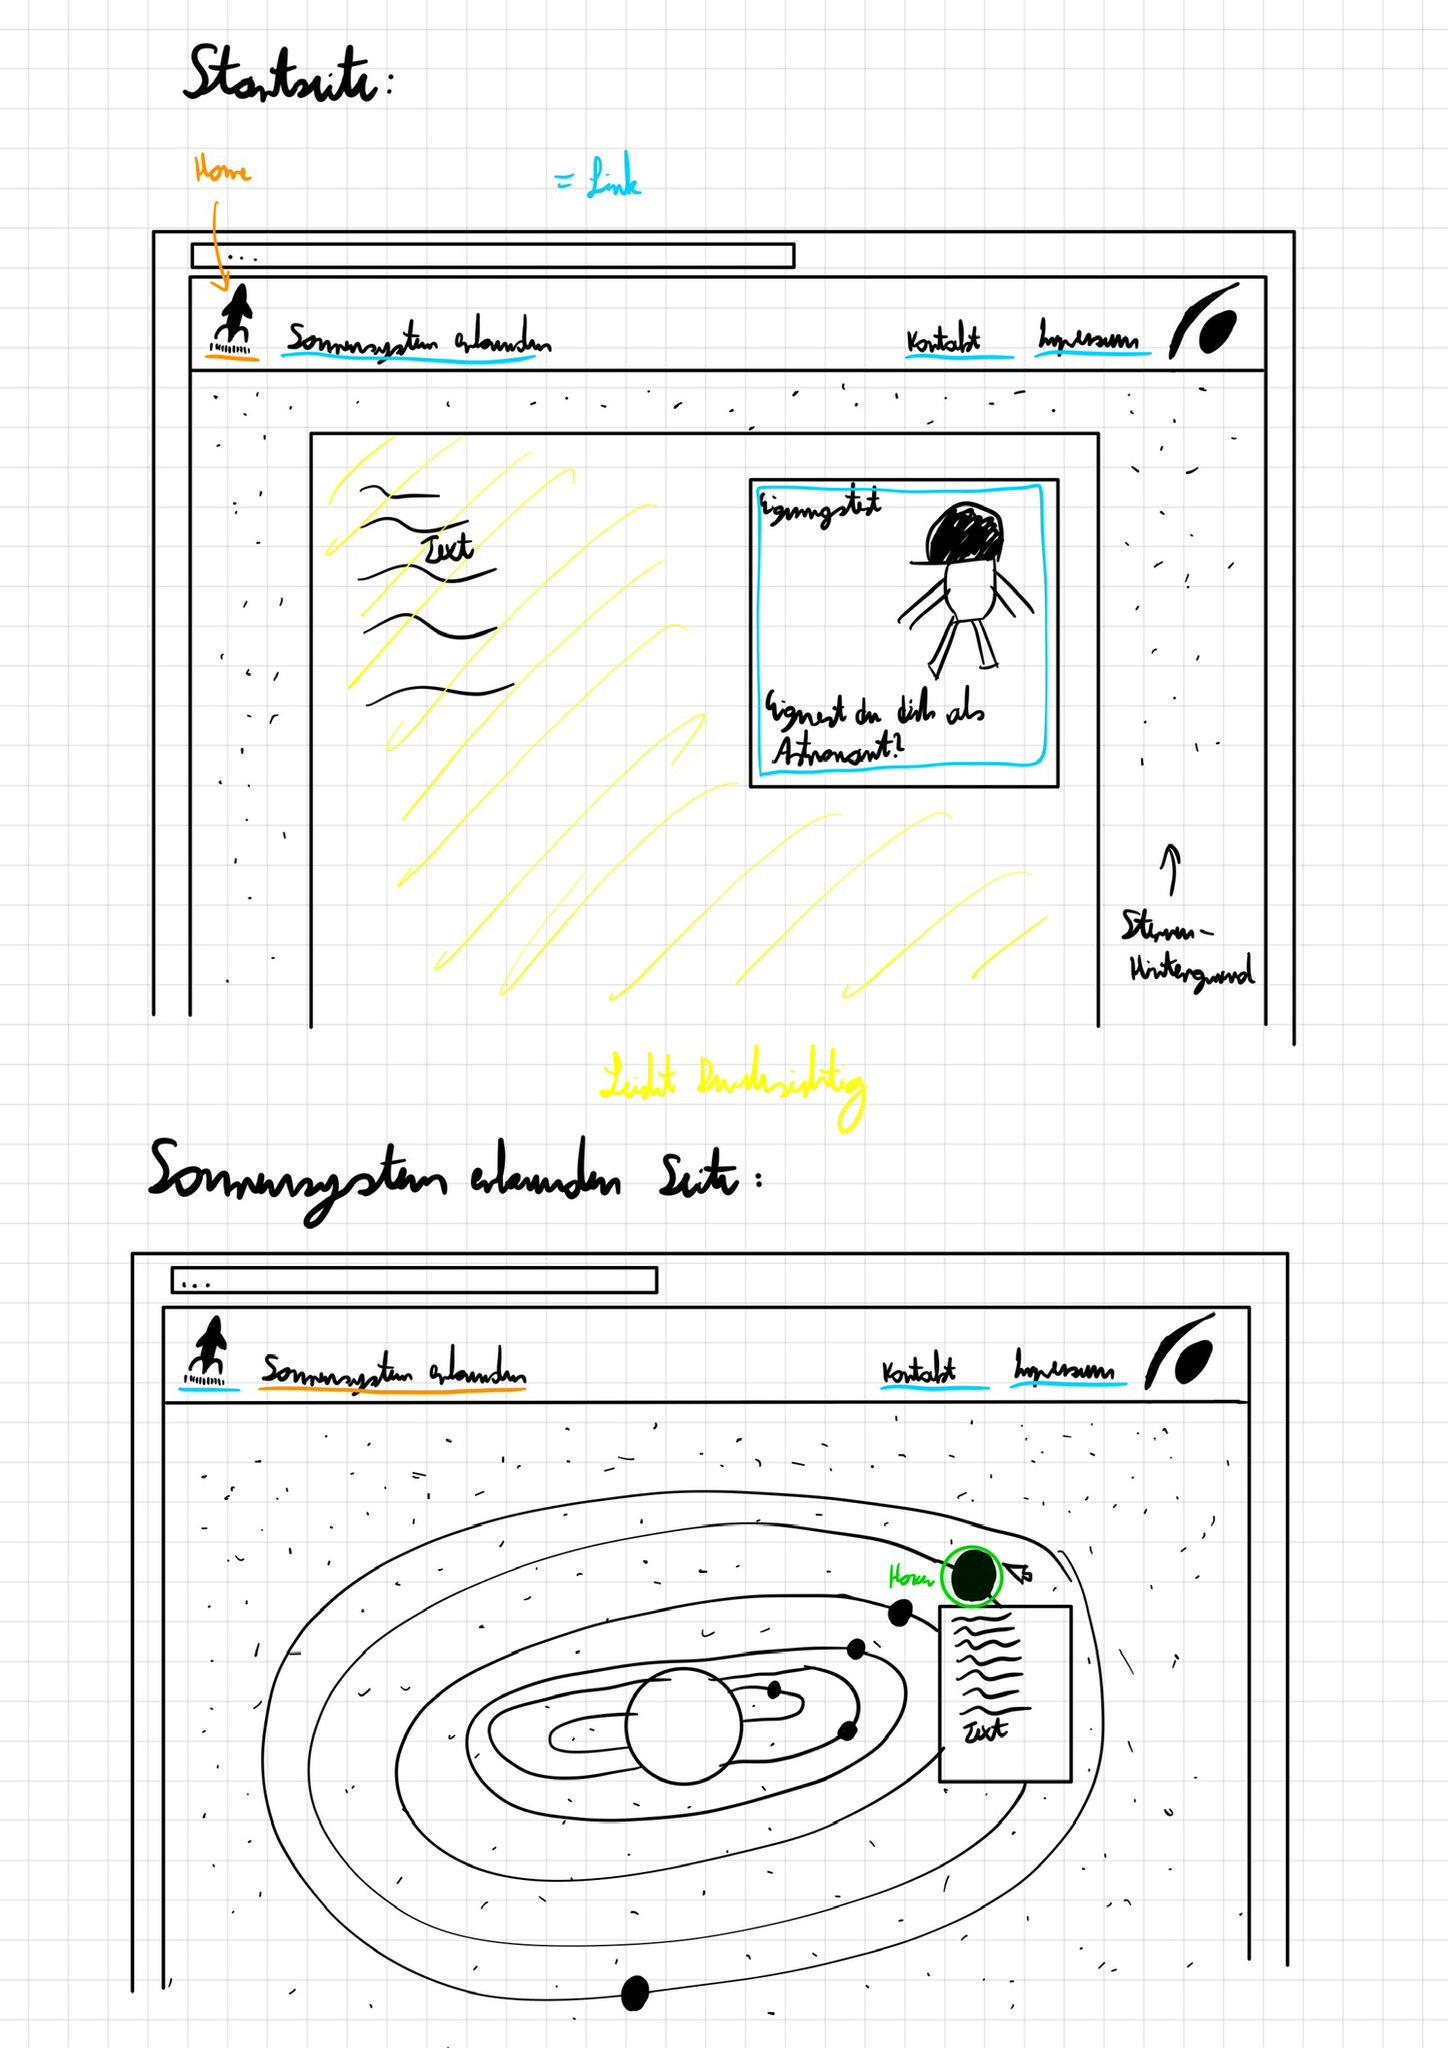 Startseite:
Home
= Link
...
Sonnensystem erkunden
Kontakt
Impressum
Text
Eignungstest
Eignest du dich als
Astronaut?
Sternen-
Hintergrund
Leicht Durchsichtig
Sonnensystem erkunden Seite:
...
Sonnensystem erkunden
Kontakt
Impressum
Hover
Text